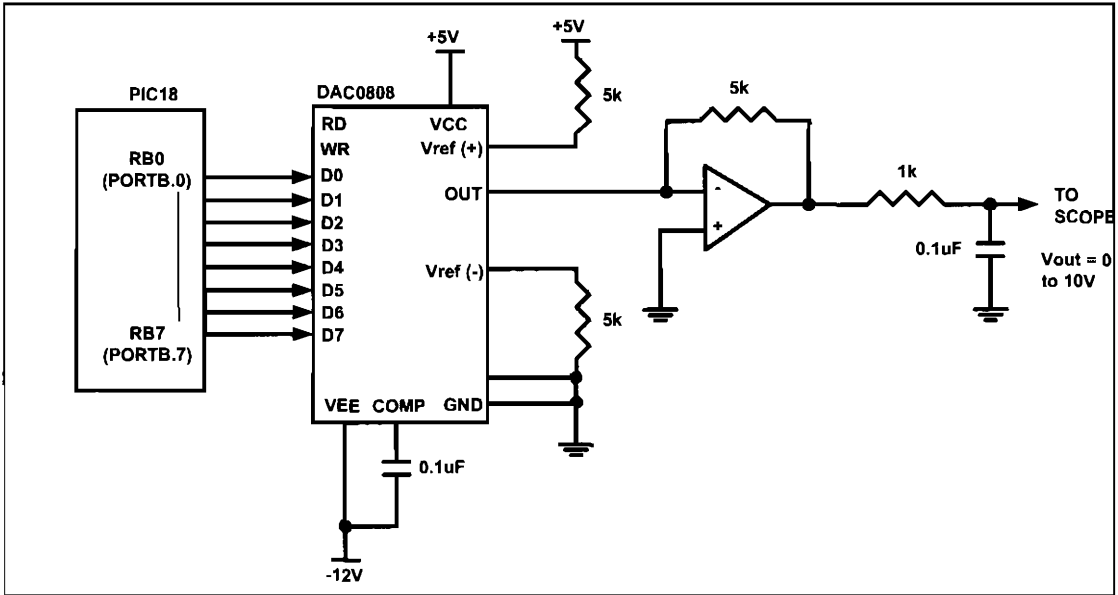 PIC18
RB0
(PORTB.0)
RB7
(PORTB.7)
DAC0808
RD
WR
D0
D1
D2
D3
D4
D5
D6
D7
VCC
Vref (+)
OUT
Vref (-)
VEE COMP GND
+5V
+5V
5k
5k
5k
-
+
1k
0.1uF
0.1uF
-12V
TO
SCOPE
Vout = 0
to 10V